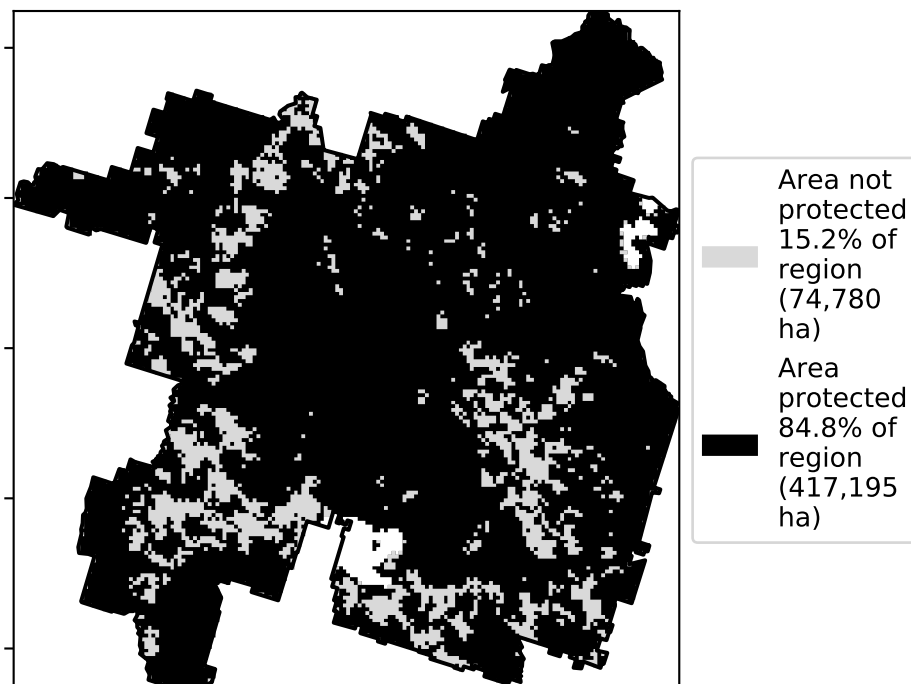 Area not
protected
15.2% of
region
(74,780
ha)
Area
protected
84.8% of
region
(417,195
ha)